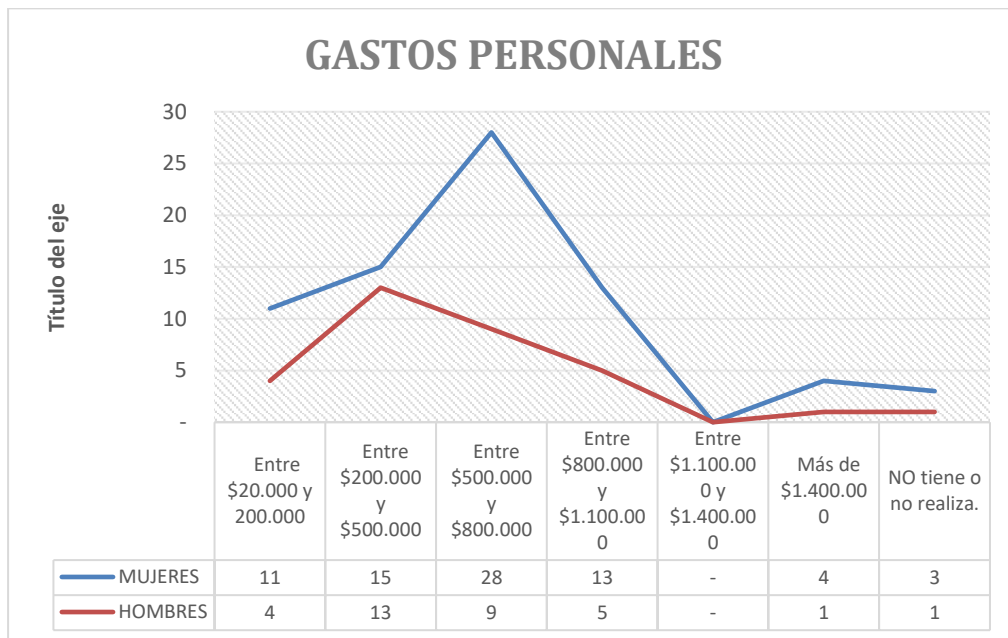 GASTOS PERSONALES
Título del eje
30
25
20
15
10
5
-
Entre
$20.000 y
200.000
Entre
$200.000
y
$500.000
Entre
$500.000
y
$800.000
Entre
$800.000
y
$1.100.00
0
Entre
$1.100.00
0 y
$1.400.00
0
Más de
$1.400.00
0
NO tiene o
no realiza.
MUJERES 11 15 28 13 - 4 3
HOMBRES 4 13 9 5 - 1 1